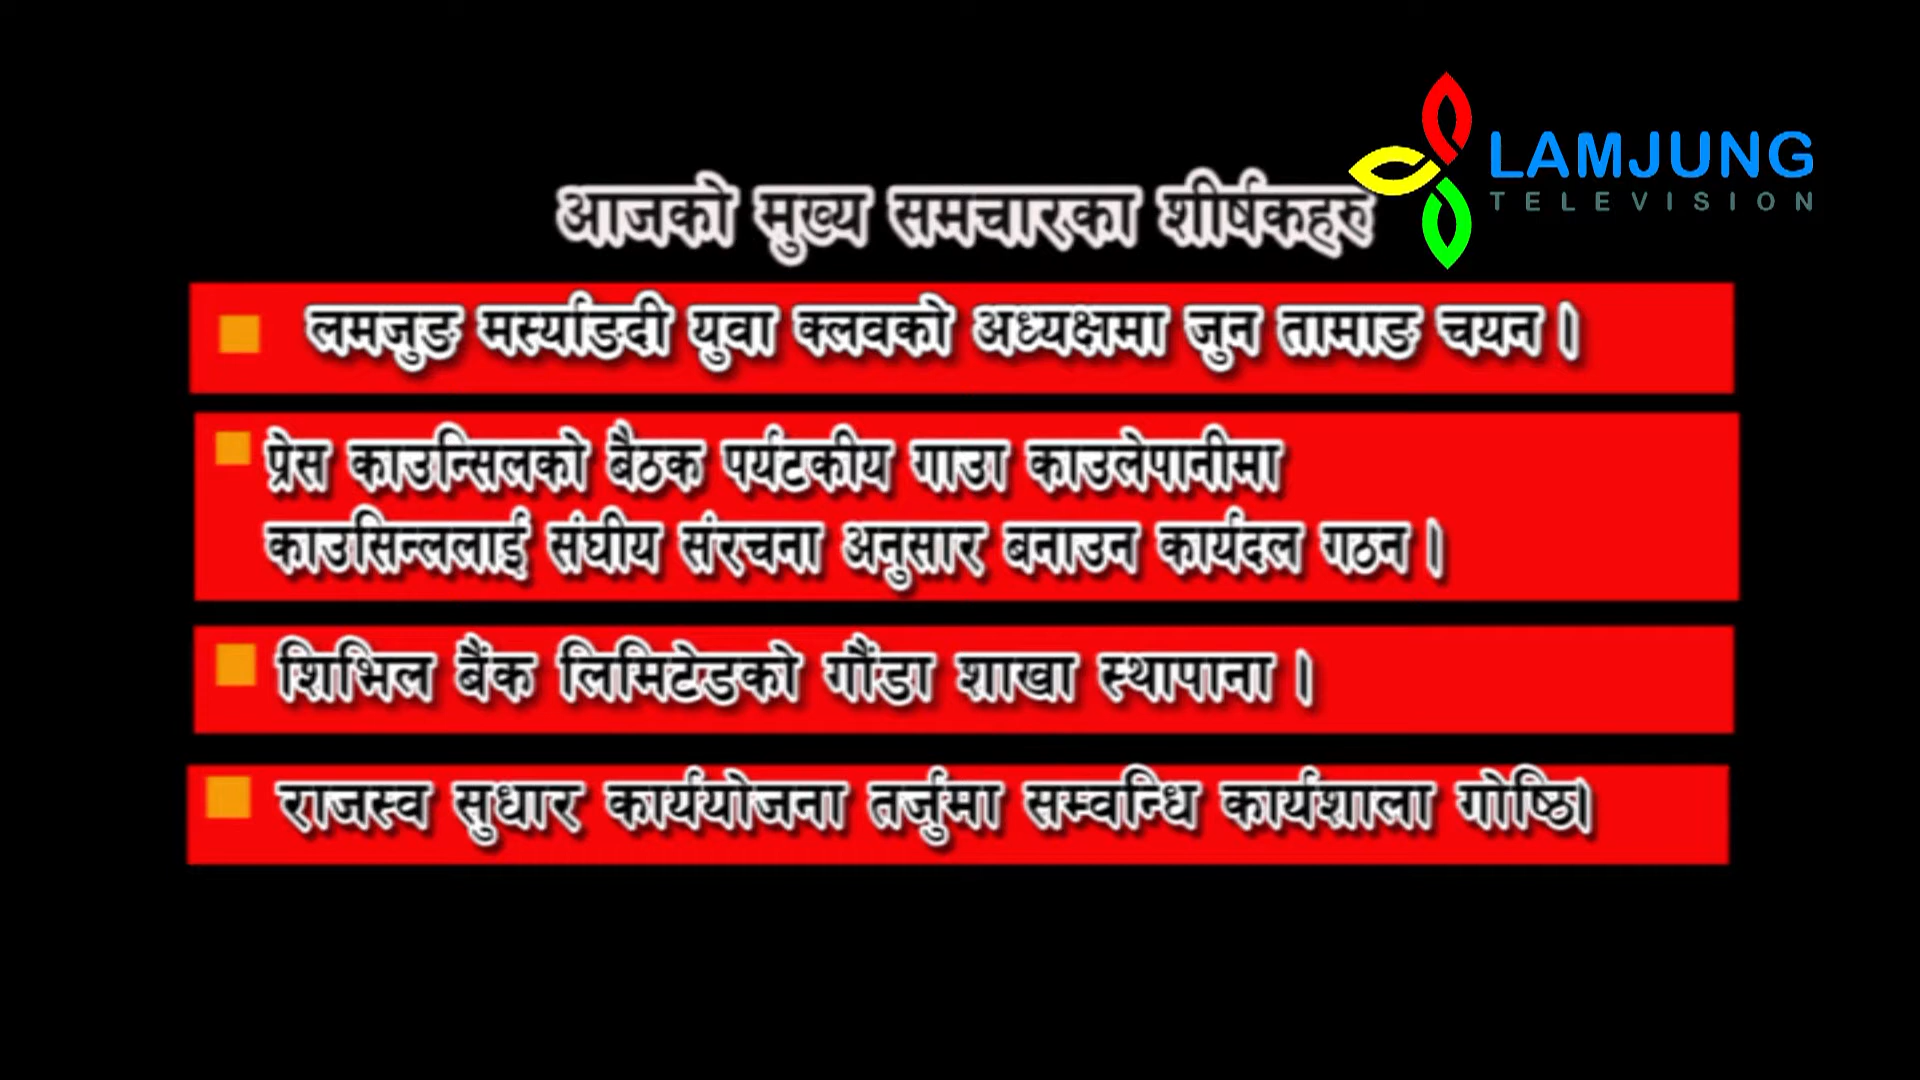 LAMJUNG
TELEVISION
आजको मुख्य समचारका शीर्षकहरु
लमजुङ मर्स्याङदी युवा क्लवको अध्यक्षमा जुन तामाङ चयन ।
प्रेस काउन्सिलको बैठक पर्यटकीय गाउा काउलेपानीमा
काउसिन्ललाई संघीय संरचना अनुसार बनाउन कार्यदल गठन ।
शिभिल बैंक लिमिटेडको गौंडा शाखा स्थापाना ।
राजस्व सुधार कार्ययोजना तर्जुमा सम्वन्धि कार्यशाला गोष्ठि।